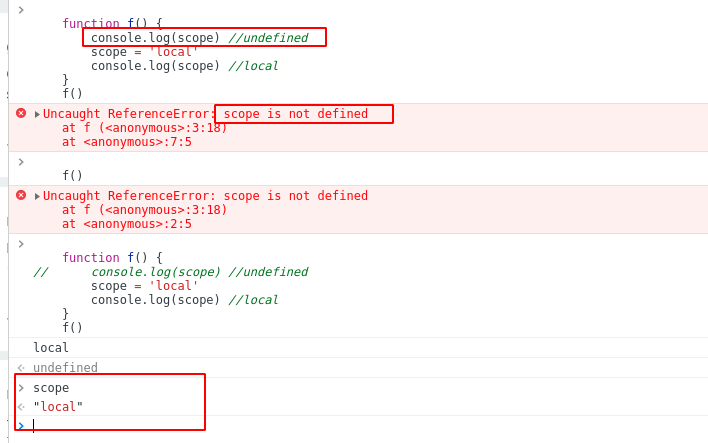 function f() {
console.log(scope) //undefined
scope = 'local'
console.log(scope) //local
}
f()
Uncaught ReferenceError: scope is not defined
at f (<anonymous>:3:18)
at <anonymous>:7:5
f()
Uncaught ReferenceError: scope is not defined
at f (<anonymous>:3:18)
at <anonymous>:2:5
function f() {
// console.log(scope) //undefined
scope = 'local'
console.log(scope) //local
}
f()
local
undefined
scope
"local"